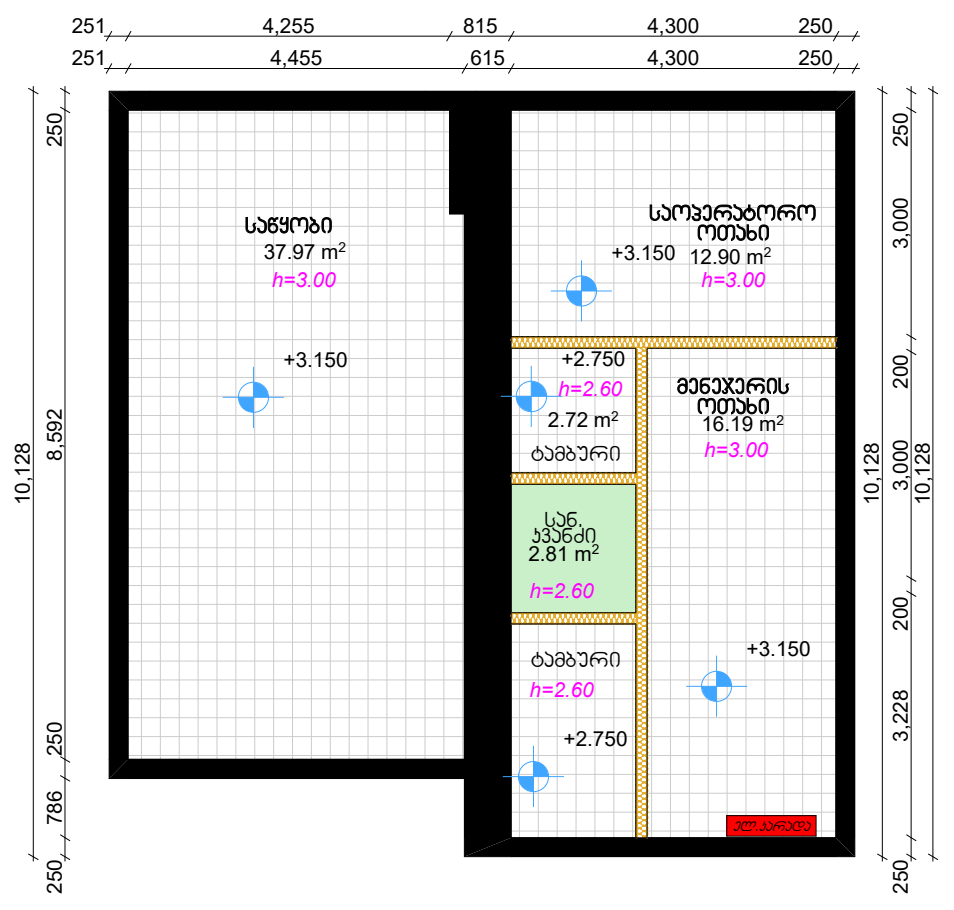 251 4,255 815 4,300 250
251 4,455 615 4,300 250
250
8,592
250
786
250
10,128
საწყობი
37.97 m²
h=3.00
+3.150
საოპერატორო
ოთახი
+3.150 12.90 m²
h=3.00
+2.750
h=2.60
2.72 m²
ტამბური
მენეჯერის
ოთახი
16.19 m²
h=3.00
სან.
კვანძი
2.81 m²
h=2.60
ტამბური
h=2.60
+2.750
+3.150
ელ.კარადა
10,128
250
3,000
200
3,000
200
3,228
250
10,128